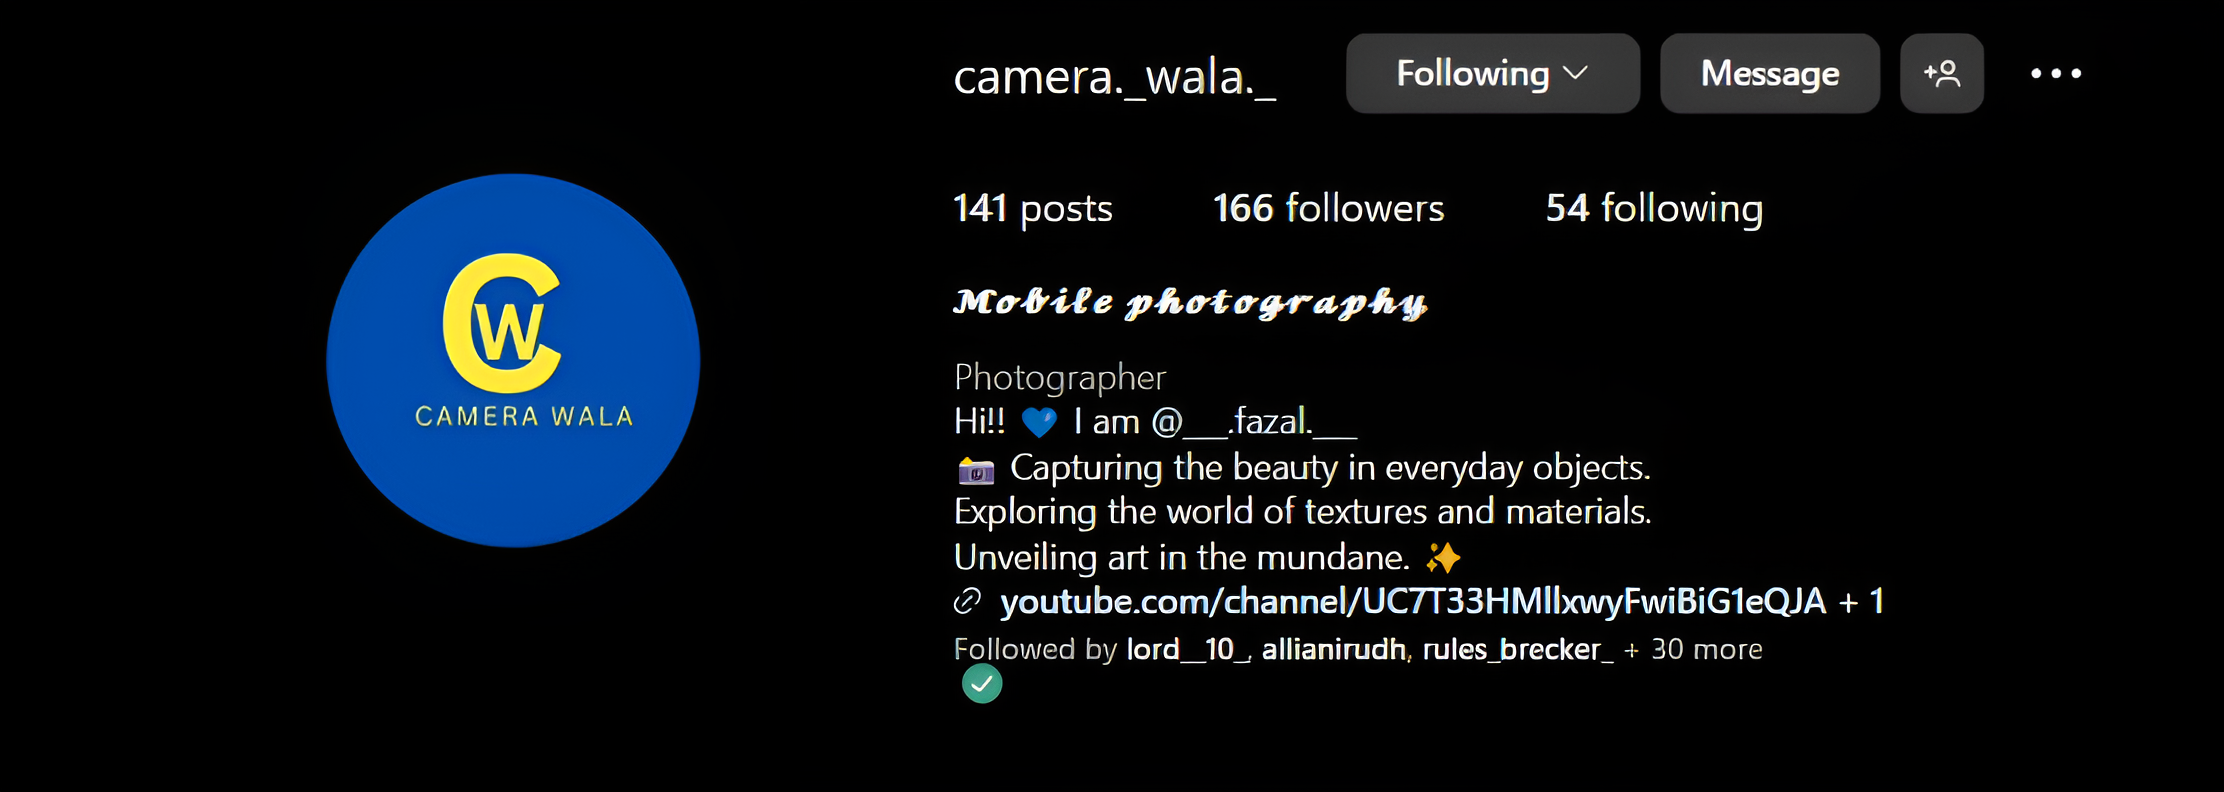 camera._wala._ Following Message
141 posts 166 followers 54 following
CW
CAMERA WALA
Mobile photography
Photographer
Hi!! 💙 I am @___.fazal.___
📸 Capturing the beauty in everyday objects.
Exploring the world of textures and materials.
Unveiling art in the mundane. ✨
youtube.com/channel/UC7T33HMllxwyFwiBiG1eQJA + 1
Followed by lord__10_, allianirudh, rules_brecker_ + 30 more